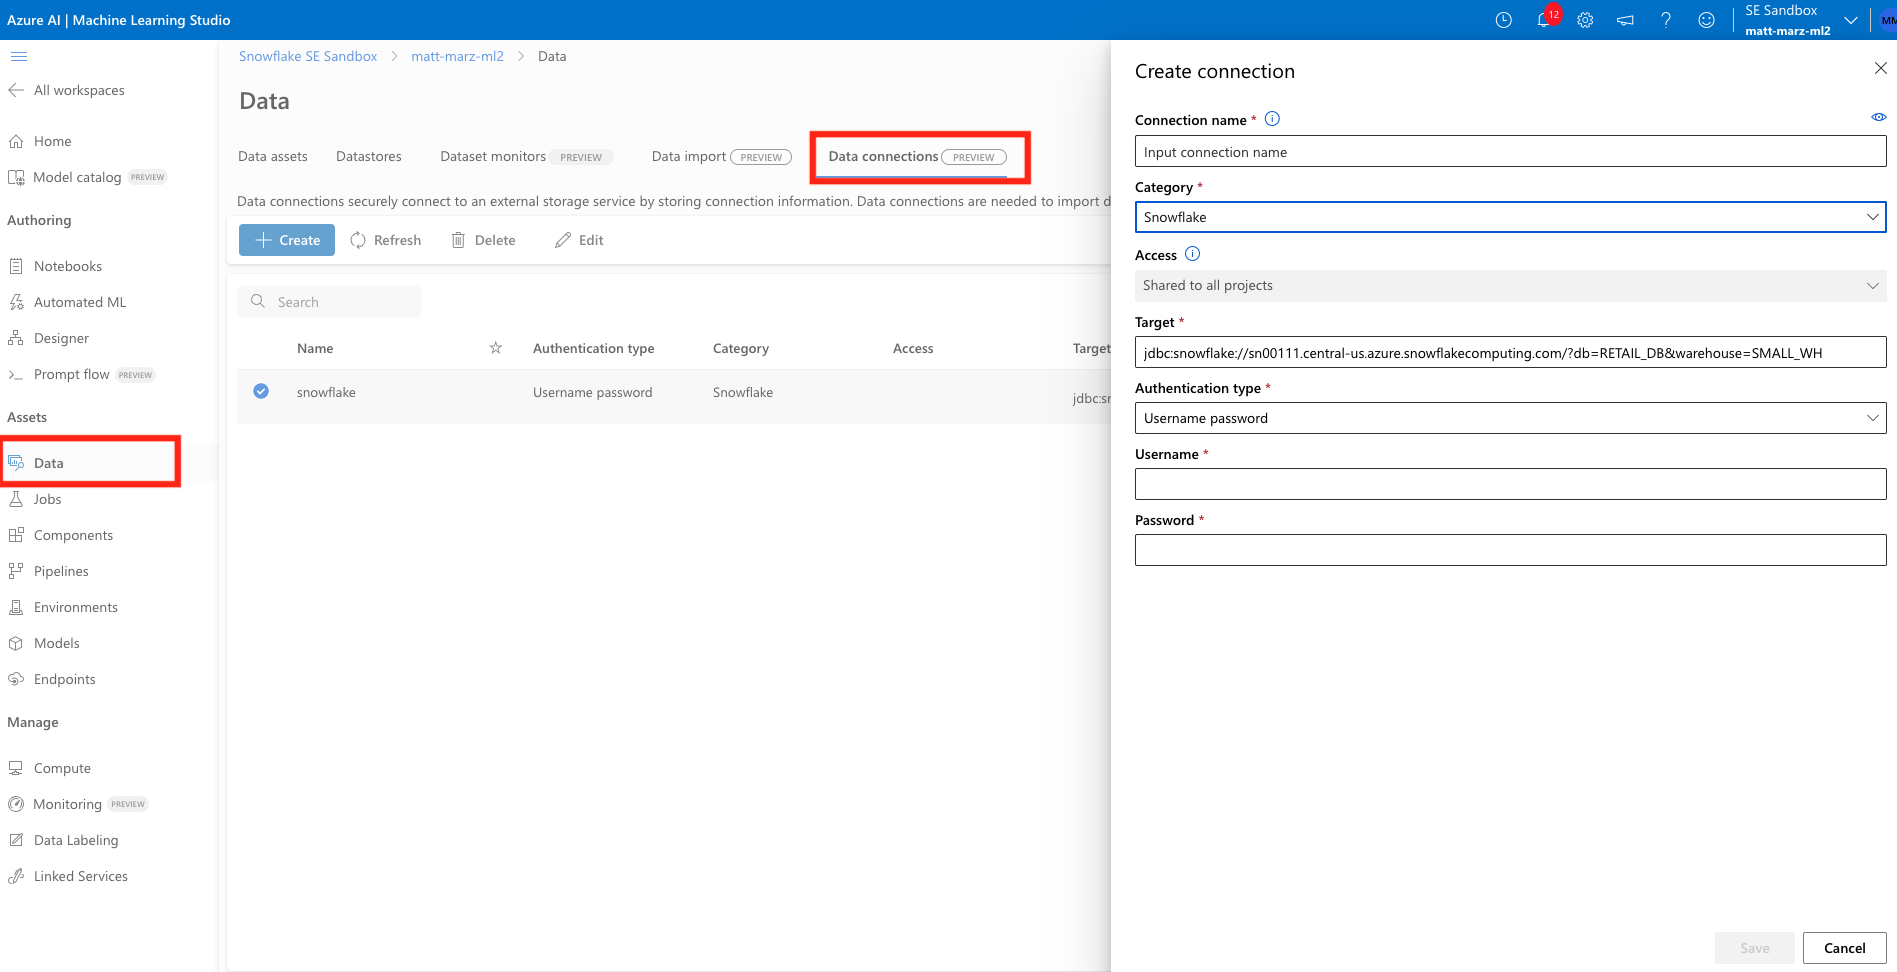 Azure AI | Machine Learning Studio
12
SE Sandbox
matt-marz-ml2
MM
All workspaces
Home
Model catalog PREVIEW
Authoring
Notebooks
Automated ML
Designer
Prompt flow PREVIEW
Assets
Data
Jobs
Components
Pipelines
Environments
Models
Endpoints
Manage
Compute
Monitoring PREVIEW
Data Labeling
Linked Services
Snowflake SE Sandbox > matt-marz-ml2 > Data
Data
Data assets Datastores Dataset monitors PREVIEW Data import PREVIEW Data connections PREVIEW
Data connections securely connect to an external storage service by storing connection information. Data connections are needed to import d
Create Refresh Delete Edit
Search
Name Authentication type Category Access Target
snowflake Username password Snowflake jdbc:sn
Create connection
Connection name *
Input connection name
Category *
Snowflake
Access
Shared to all projects
Target *
jdbc:snowflake://sn00111.central-us.azure.snowflakecomputing.com/?db=RETAIL_DB&warehouse=SMALL_WH
Authentication type *
Username password
Username *
Password *
Save Cancel